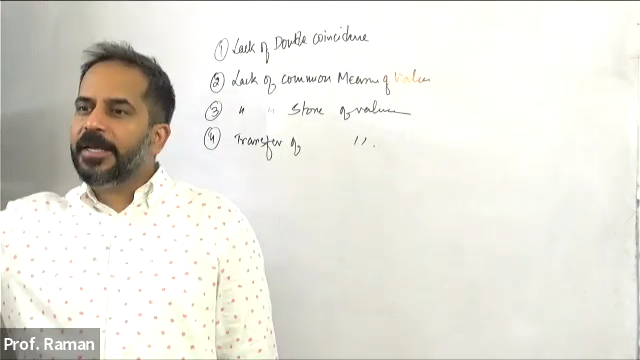 ① Lack of Double coincidence
② Lack of common Measure of Value
③ " " Store of value
④ Transfer of " .
Prof. Raman